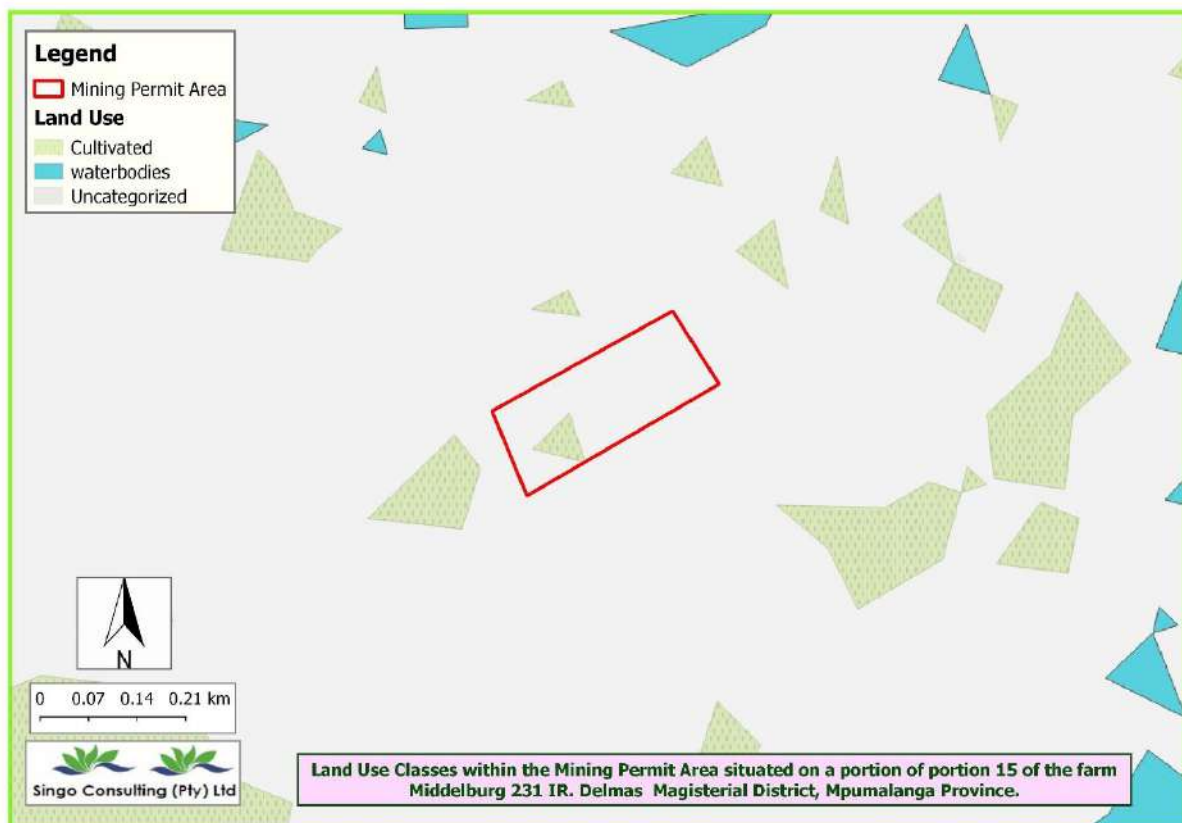 Legend
Mining Permit Area
Land Use
Cultivated
waterbodies
Uncategorized
N
0 0.07 0.14 0.21 km
Singo Consulting (Pty) Ltd
Land Use Classes within the Mining Permit Area situated on a portion of portion 15 of the farm
Middelburg 231 IR. Delmas Magisterial District, Mpumalanga Province.